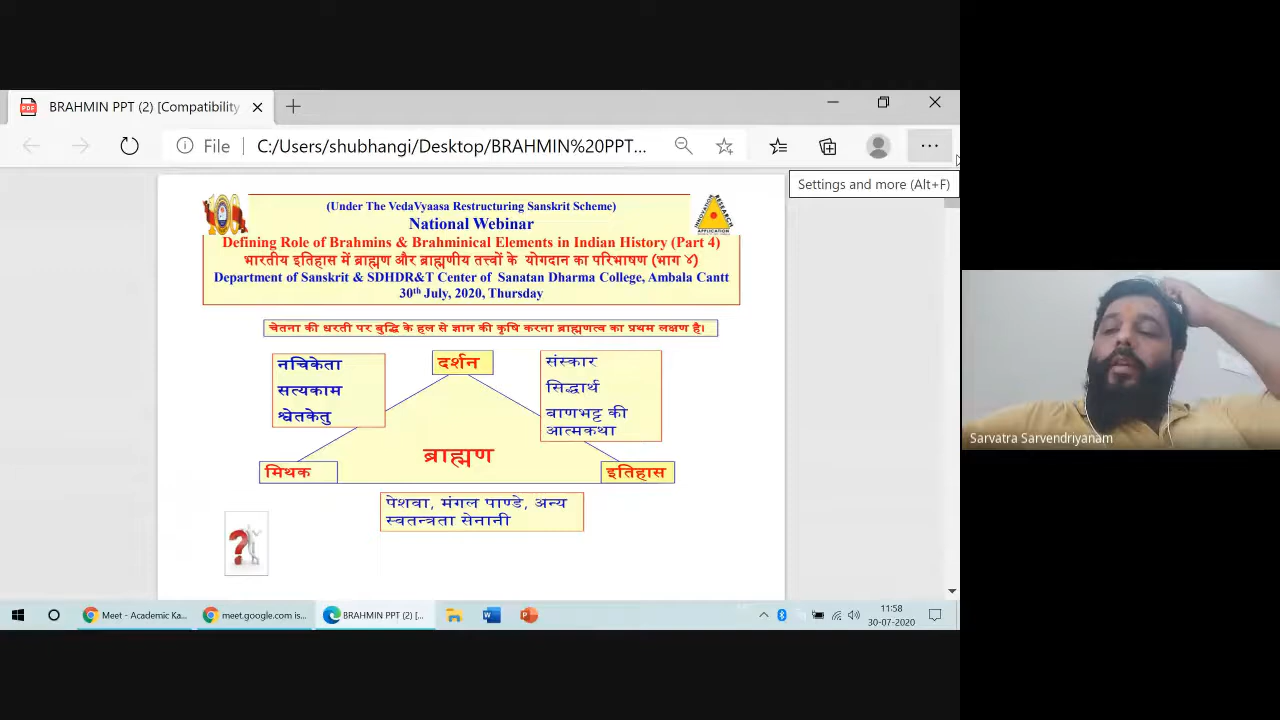 BRAHMIN PPT (2) [Compatibility
File
C:/Users/shubhangi/Desktop/BRAHMIN%20PPT...
Settings and more (Alt+F)
(Under The VedaVyaasa Restructuring Sanskrit Scheme)
National Webinar
Defining Role of Brahmins & Brahminical Elements in Indian History (Part 4)
भारतीय इतिहास में ब्राह्मण और ब्राह्मणीय तत्त्वों के योगदान का परिभाषण (भाग ४)
Department of Sanskrit & SDHDR&T Center of Sanatan Dharma College, Ambala Cantt
30th July, 2020, Thursday
INNOVATION
RESEARCH
APPLICATION
चेतना की धरती पर बुद्धि के हल से ज्ञान की कृषि करना ब्राह्मणत्व का प्रथम लक्षण है।
नचिकेता
सत्यकाम
श्वेतकेतु
दर्शन
संस्कार
सिद्धार्थ
बाणभट्ट की
आत्मकथा
ब्राह्मण
मिथक
इतिहास
पेशवा, मंगल पाण्डे, अन्य
स्वतन्त्रता सेनानी
Sarvatra Sarvendriyanam
Meet - Academic Ka...
meet.google.com is...
BRAHMIN PPT (2) [...
11:58
30-07-2020